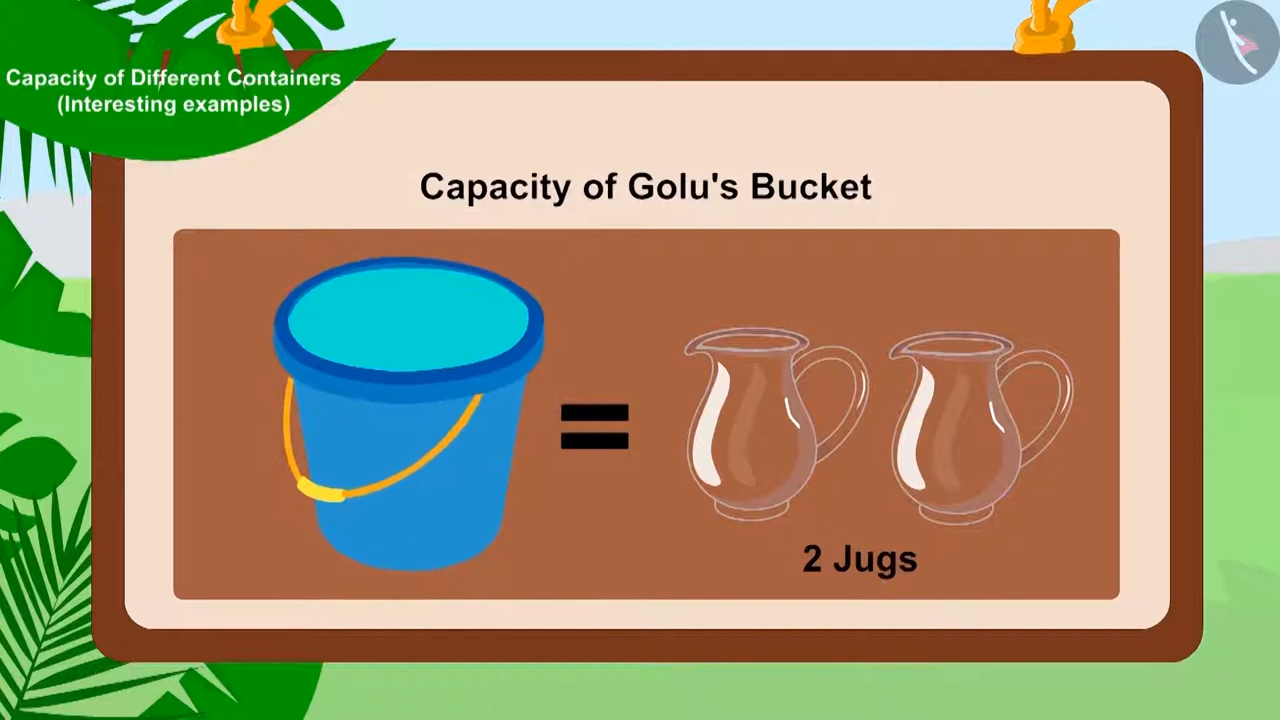 Capacity of Different Containers
(Interesting examples)
Capacity of Golu's Bucket
2 Jugs